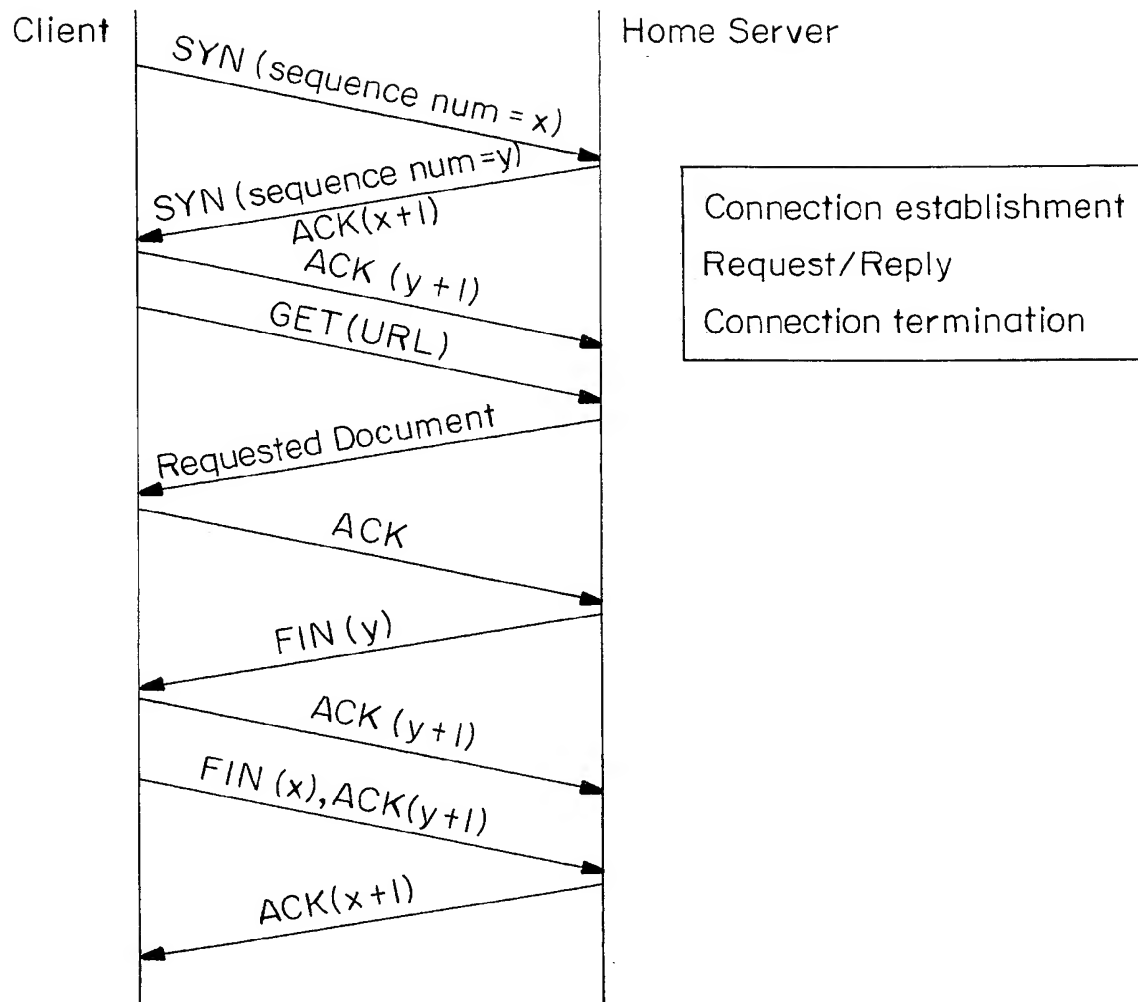 Client
Home Server
SYN (sequence num = x)
SYN (sequence num=y)
ACK(x+1)
ACK (y+1)
GET(URL)
Requested Document
ACK
FIN (y)
ACK (y+1)
FIN (x), ACK(y+1)
ACK(x+1)
Connection establishment
Request/Reply
Connection termination